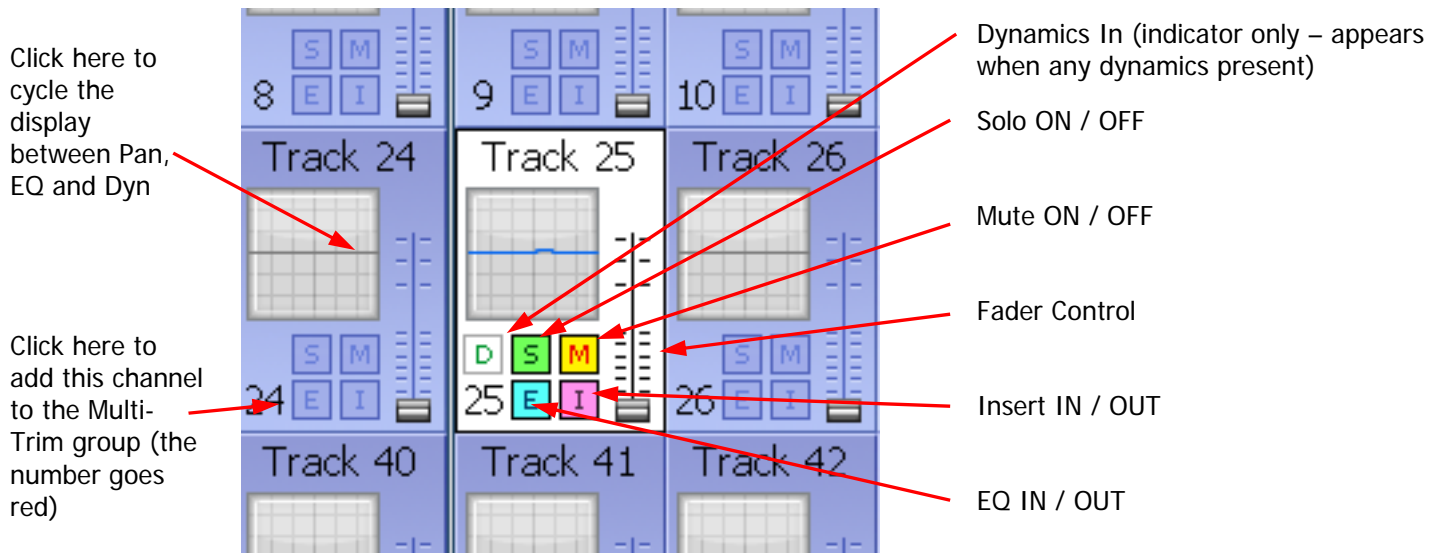 Click here to
cycle the
display
between Pan,
EQ and Dyn
Click here to
add this channel
to the Multi-
Trim group (the
number goes
red)
S M
8 E I
S M
9 E I
S M
10 E I
Track 24
S M
24 E I
Track 25
D S M
25 E I
Track 26
S M
26 E I
Track 40
Track 41
Track 42
Dynamics In (indicator only – appears
when any dynamics present)
Solo ON / OFF
Mute ON / OFF
Fader Control
Insert IN / OUT
EQ IN / OUT